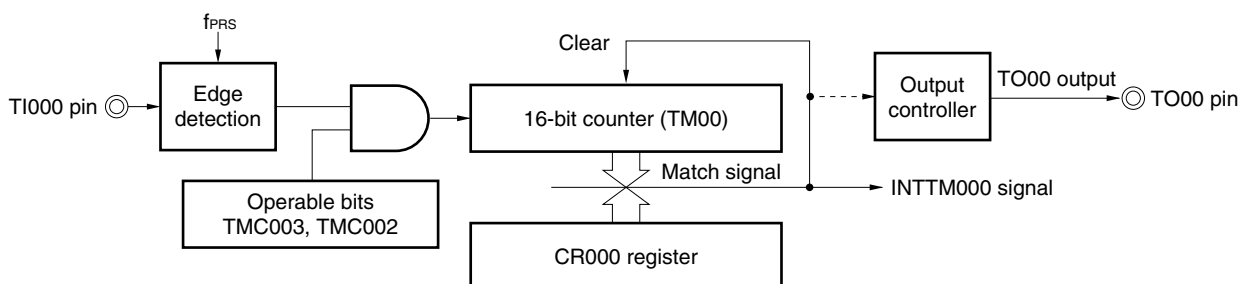 fPRS
Clear
TI000 pin
Edge
detection
16-bit counter (TM00)
Output
controller
TO00 output
TO00 pin
Operable bits
TMC003, TMC002
Match signal
INTTM000 signal
CR000 register